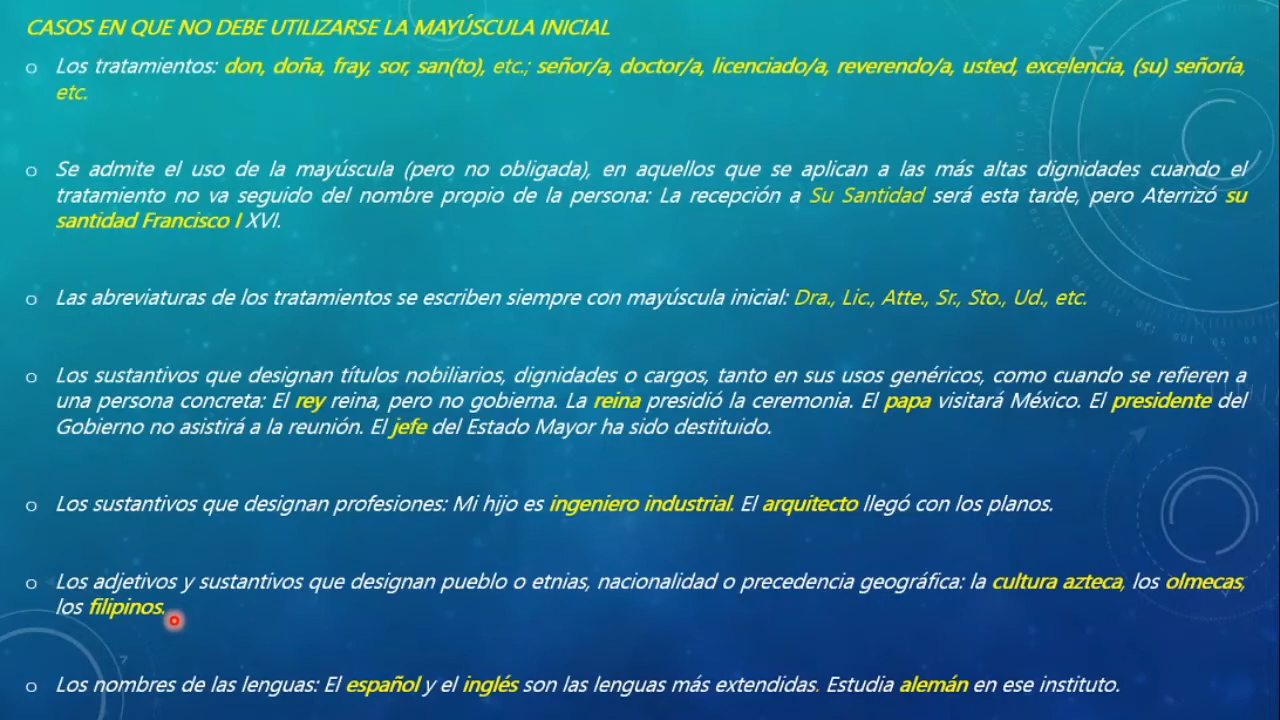 CASOS EN QUE NO DEBE UTILIZARSE LA MAYÚSCULA INICIAL
o Los tratamientos: don, doña, fray, sor, san(to), etc.; señor/a, doctor/a, licenciado/a, reverendo/a, usted, excelencia, (su) señoría,
etc.
o Se admite el uso de la mayúscula (pero no obligada), en aquellos que se aplican a las más altas dignidades cuando el
tratamiento no va seguido del nombre propio de la persona: La recepción a Su Santidad será esta tarde, pero Aterrizó su
santidad Francisco I XVI.
o Las abreviaturas de los tratamientos se escriben siempre con mayúscula inicial: Dra., Lic., Atte., Sr., Sto., Ud., etc.
o Los sustantivos que designan títulos nobiliarios, dignidades o cargos, tanto en sus usos genéricos, como cuando se refieren a
una persona concreta: El rey reina, pero no gobierna. La reina presidió la ceremonia. El papa visitará México. El presidente del
Gobierno no asistirá a la reunión. El jefe del Estado Mayor ha sido destituido.
o Los sustantivos que designan profesiones: Mi hijo es ingeniero industrial. El arquitecto llegó con los planos.
o Los adjetivos y sustantivos que designan pueblo o etnias, nacionalidad o precedencia geográfica: la cultura azteca, los olmecas,
los filipinos.
o Los nombres de las lenguas: El español y el inglés son las lenguas más extendidas. Estudia alemán en ese instituto.